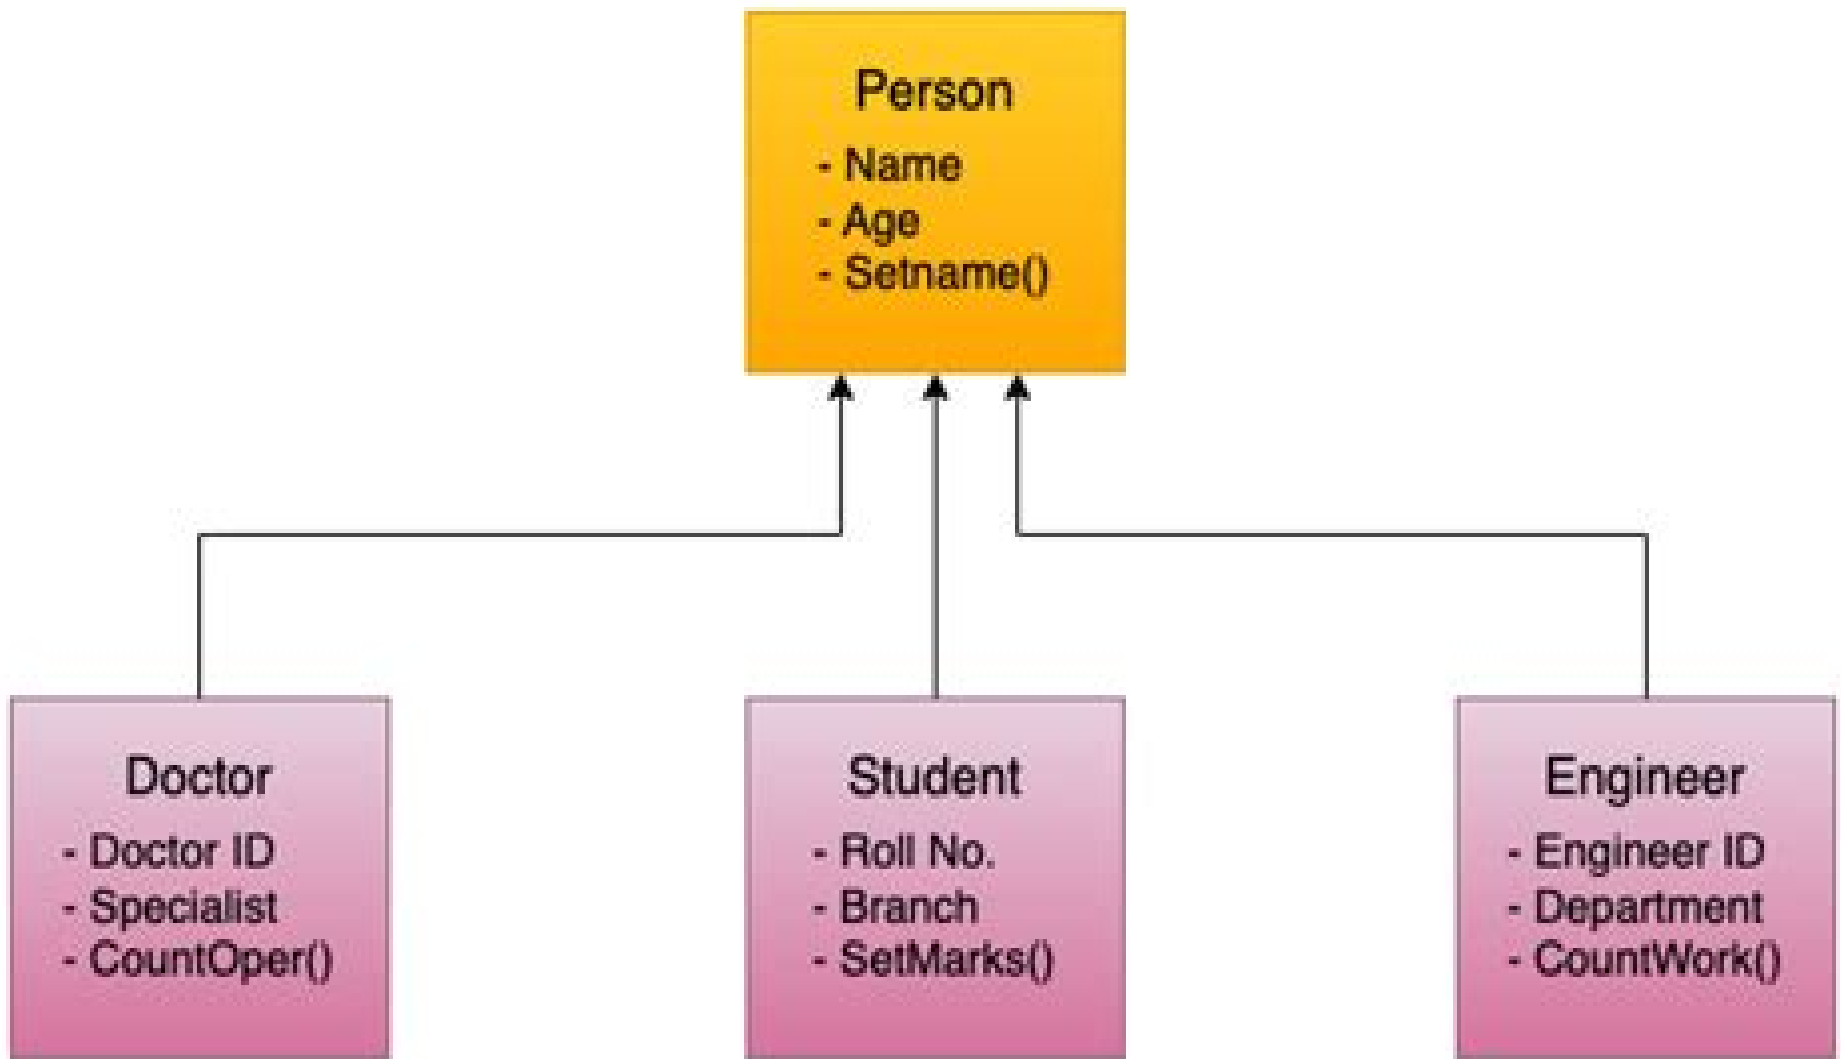 Person
- Name
- Age
- Setname()
Doctor
- Doctor ID
- Specialist
- CountOper()
Student
- Roll No.
- Branch
- SetMarks()
Engineer
- Engineer ID
- Department
- CountWork()